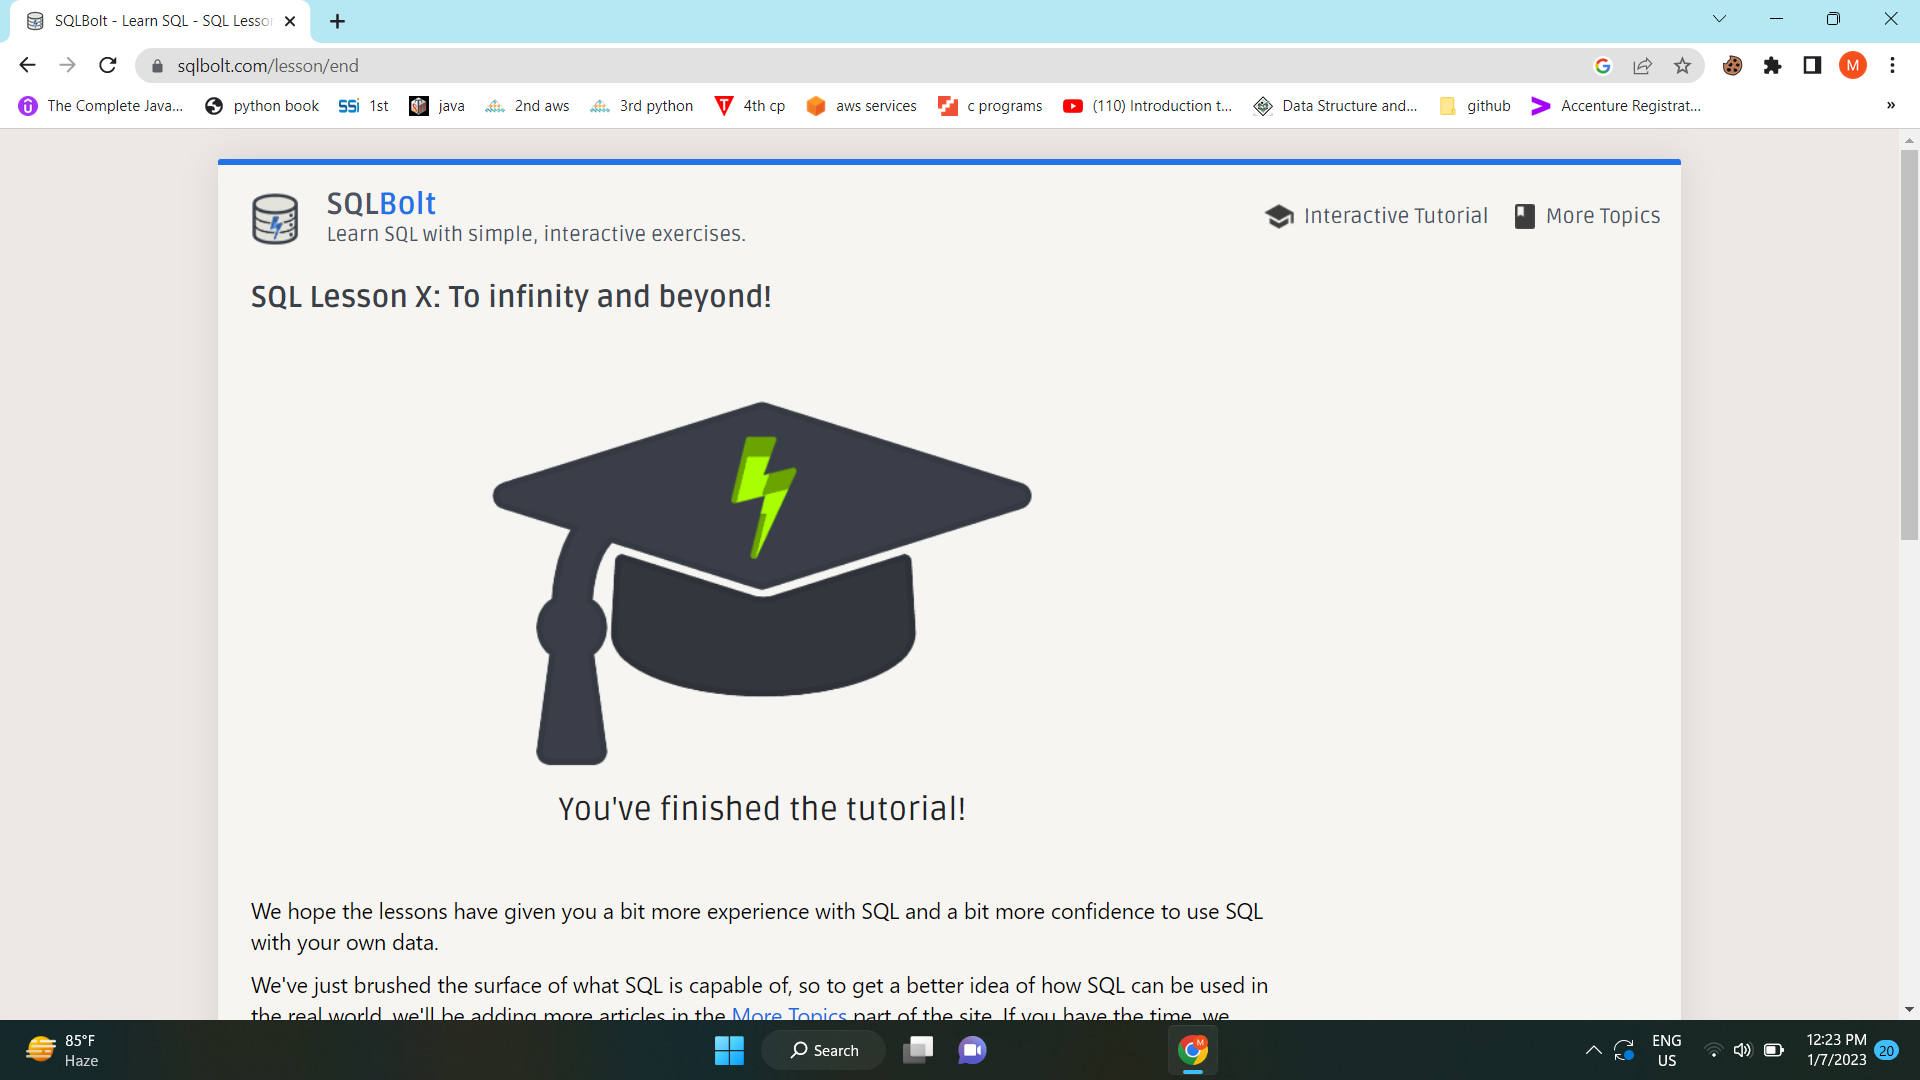 SQLBolt - Learn SQL - SQL Lesson
sqlbolt.com/lesson/end
M
The Complete Java...
python book
SSi 1st
java
2nd aws
3rd python
4th cp
aws services
c programs
(110) Introduction t...
Data Structure and...
github
Accenture Registrat...
»
SQLBolt
Learn SQL with simple, interactive exercises.
Interactive Tutorial
More Topics
SQL Lesson X: To infinity and beyond!
You've finished the tutorial!
We hope the lessons have given you a bit more experience with SQL and a bit more confidence to use SQL
with your own data.
We've just brushed the surface of what SQL is capable of, so to get a better idea of how SQL can be used in
the real world, we'll be adding more articles in the More Topics part of the site. If you have the time, we
85°F
Haze
Search
M
ENG
US
12:23 PM
1/7/2023
20